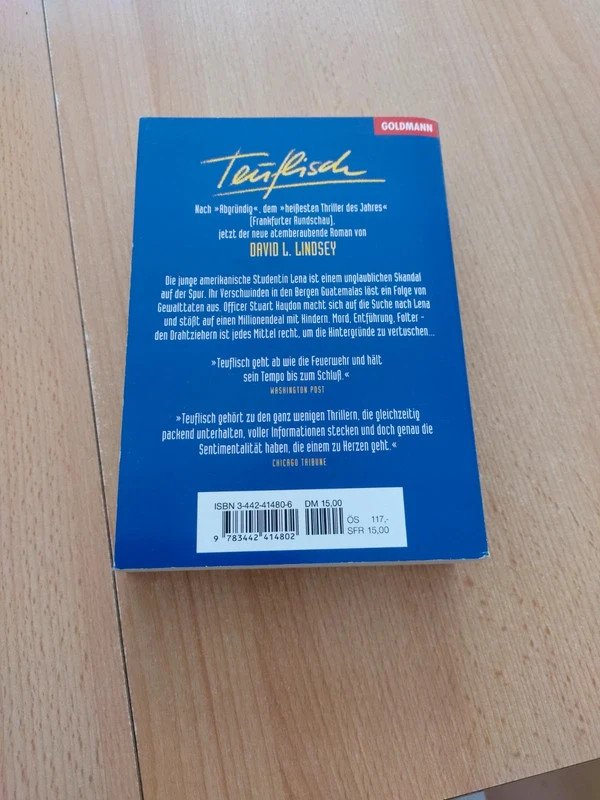 GOLDMANN
Teuflisch
Nach »Abgründig«, dem »heißesten Thriller des Jahres«
(Frankfurter Rundschau),
jetzt der neue atemberaubende Roman von
DAVID L. LINDSEY
Die junge amerikanische Studentin Lena ist einem unglaublichen Skandal
auf der Spur. Ihr Verschwinden in den Bergen Guatemalas löst ein Folge von
Gewalttaten aus. Officer Stuart Haydon macht sich auf die Suche nach Lena
und stößt auf einen Millionendeal mit Kindern. Mord, Entführung, Folter –
den Drahtziehern ist jedes Mittel recht, um die Hintergründe zu vertuschen...
»Teuflisch geht ab wie die Feuerwehr und hält
sein Tempo bis zum Schluß.«
WASHINGTON POST
»Teuflisch gehört zu den ganz wenigen Thrillern, die gleichzeitig
packend unterhalten, voller Informationen stecken und doch genau die
Sentimentalität haben, die einem zu Herzen geht.«
CHICAGO TRIBUNE
ISBN 3-442-41480-6 DM 15,00
ÖS 117,-
SFR 15,00
9 783442 414802